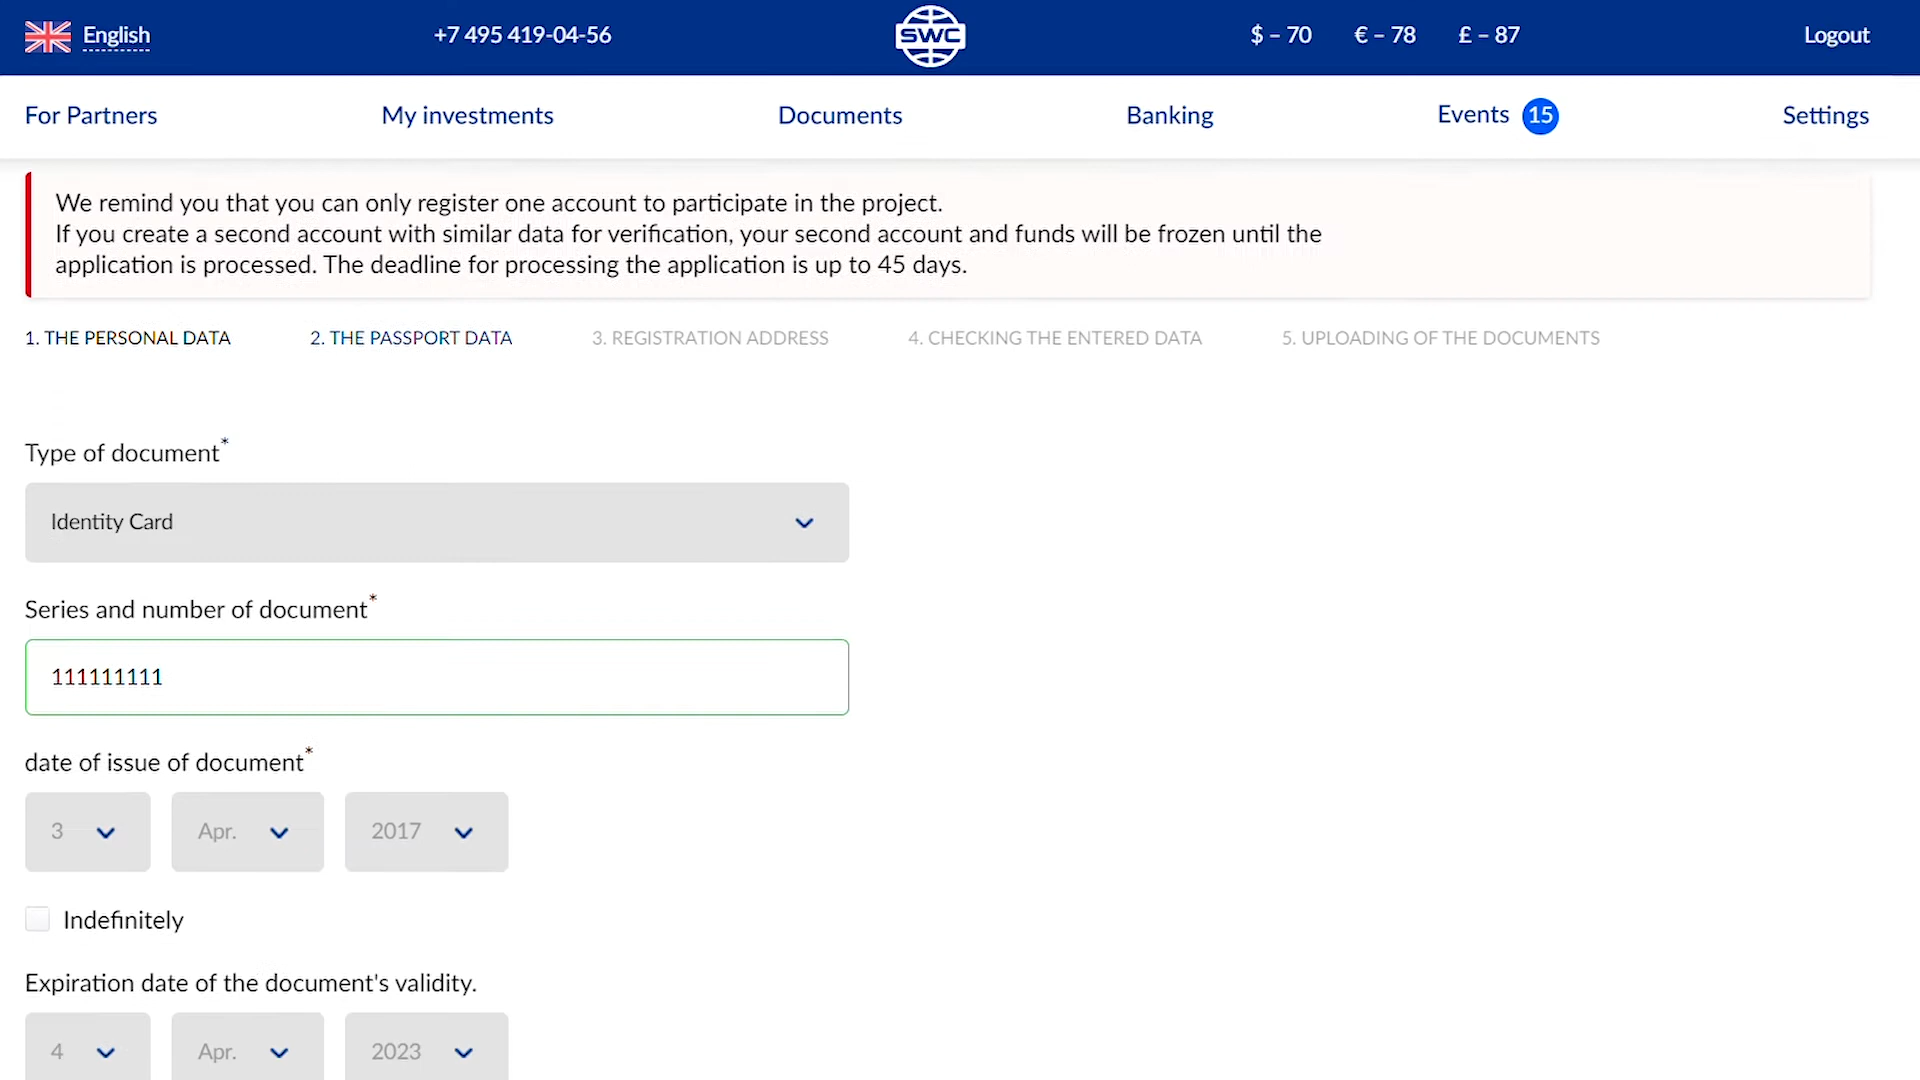 English
+7 495 419-04-56
SWC
$ – 70
€ – 78
£ – 87
Logout
For Partners
My investments
Documents
Banking
Events 15
Settings
We remind you that you can only register one account to participate in the project.
If you create a second account with similar data for verification, your second account and funds will be frozen until the
application is processed. The deadline for processing the application is up to 45 days.
1. THE PERSONAL DATA
2. THE PASSPORT DATA
3. REGISTRATION ADDRESS
4. CHECKING THE ENTERED DATA
5. UPLOADING OF THE DOCUMENTS
Type of document*
Identity Card
Series and number of document*
111111111
date of issue of document*
3
Apr.
2017
Indefinitely
Expiration date of the document's validity.
4
Apr.
2023